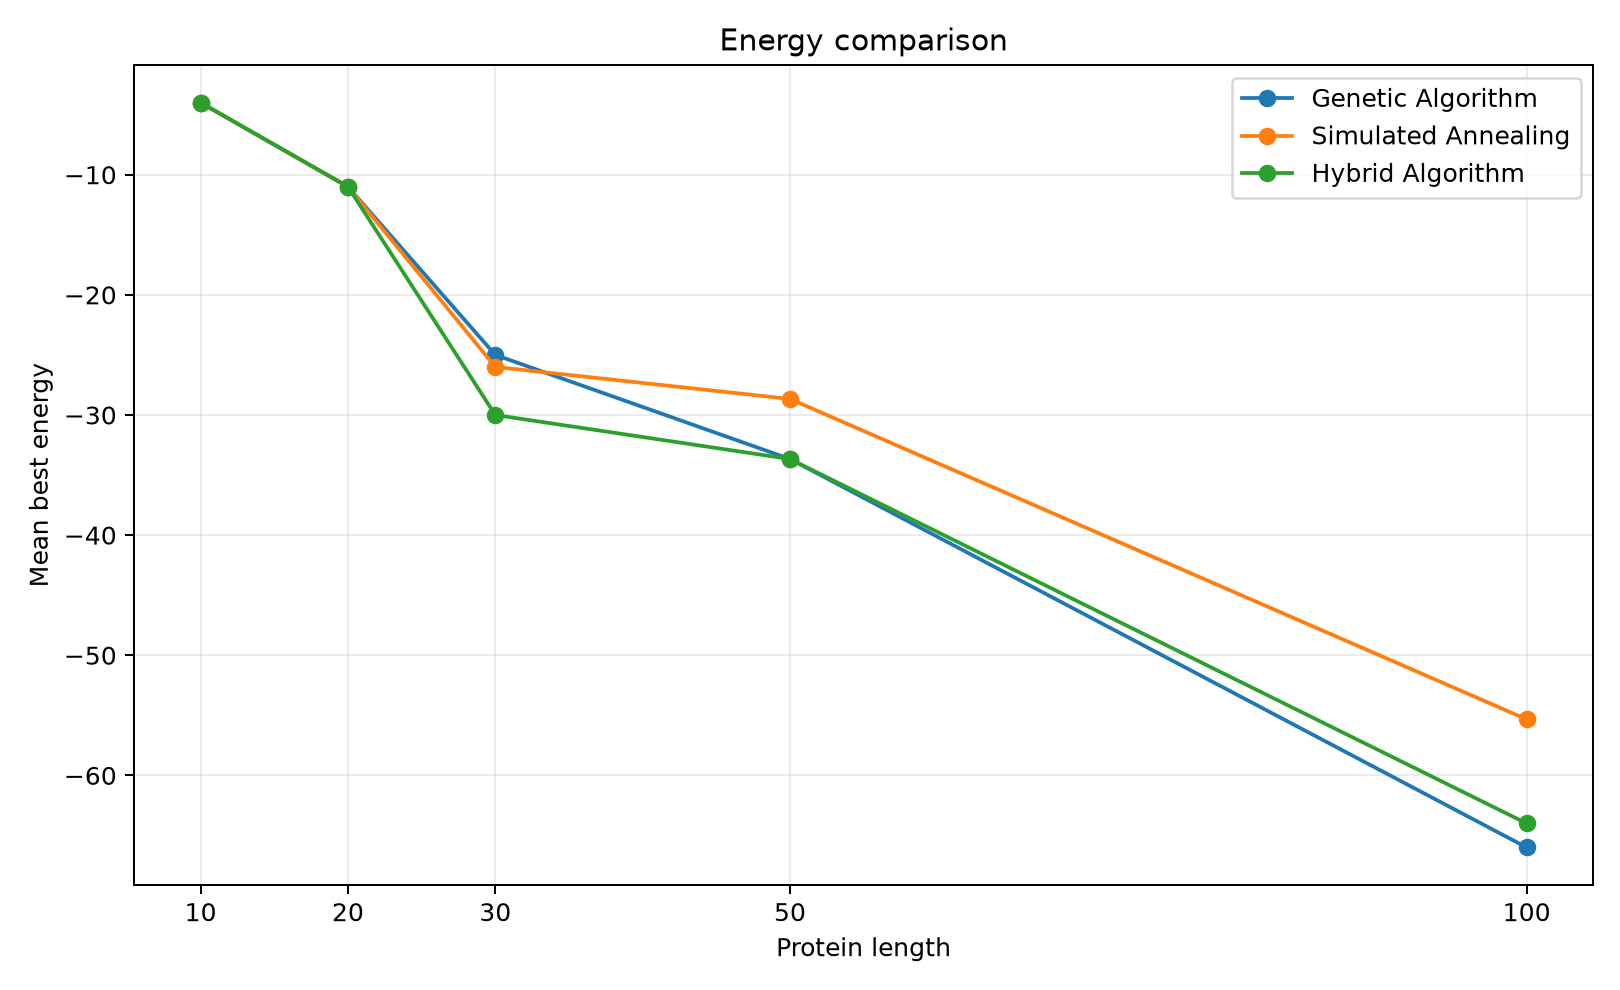 Energy comparison
Genetic Algorithm
Simulated Annealing
Hybrid Algorithm
Mean best energy
−10
−20
−30
−40
−50
−60
10 20 30 50 100
Protein length